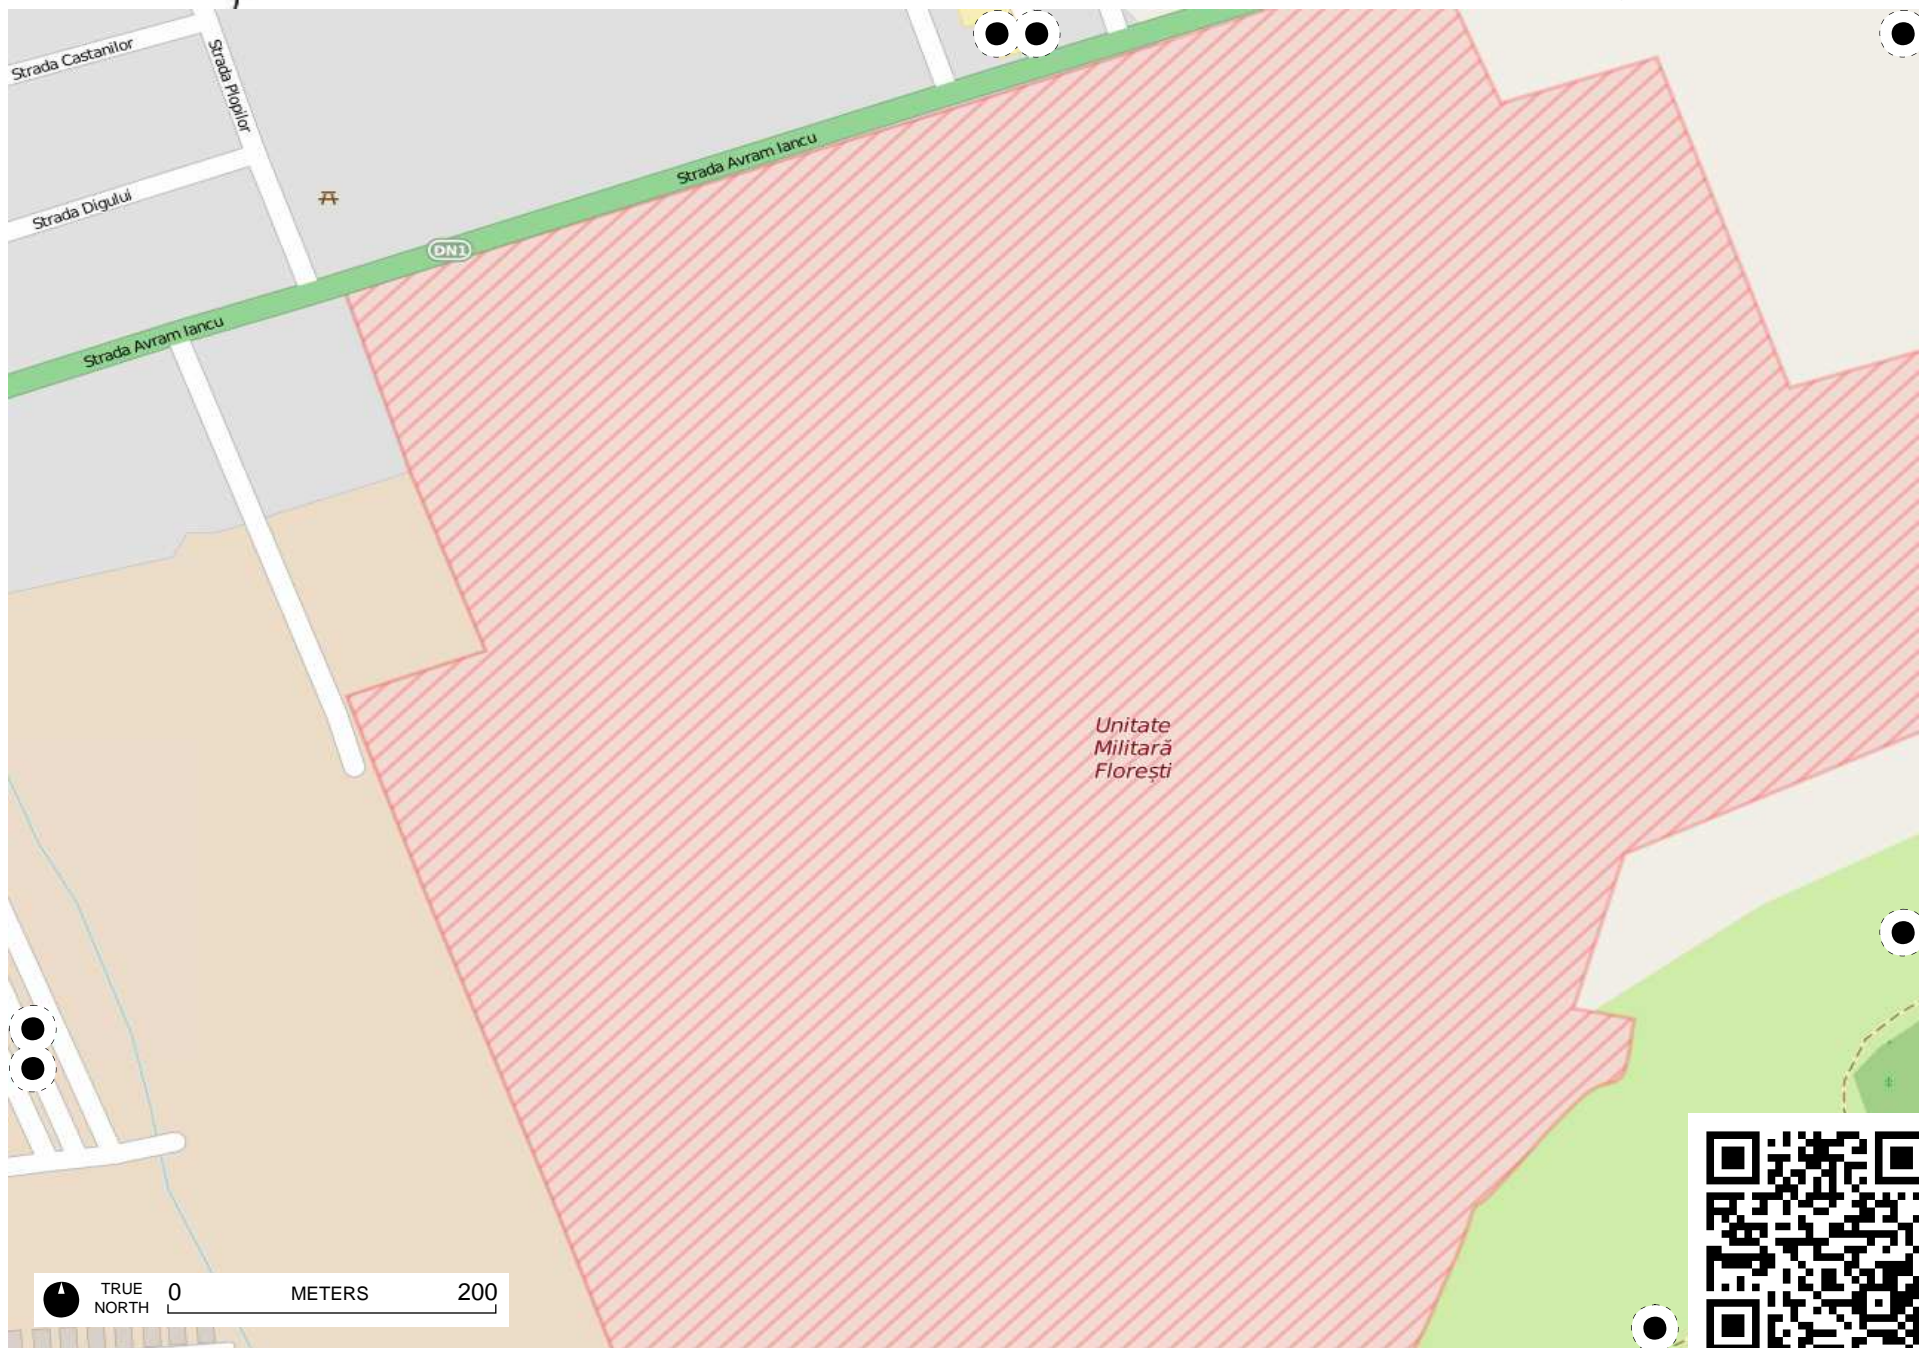 Strada Castanilor
Strada Plopilor
Strada Avram Iancu
Strada Digului
DN1
Strada Avram Iancu
Unitate
Militară
Florești
TRUE
NORTH
0
METERS
200